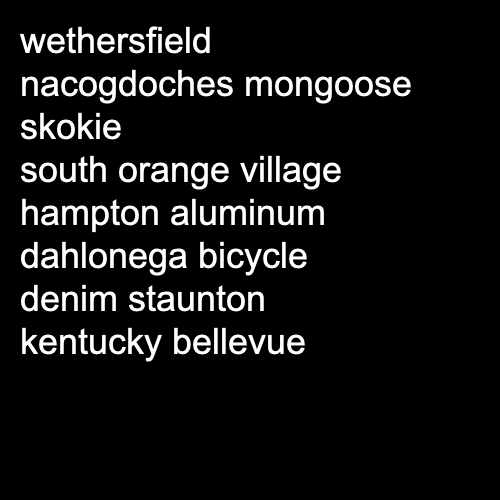 wethersfield
nacogdoches mongoose
skokie
south orange village
hampton aluminum
dahlonega bicycle
denim staunton
kentucky bellevue